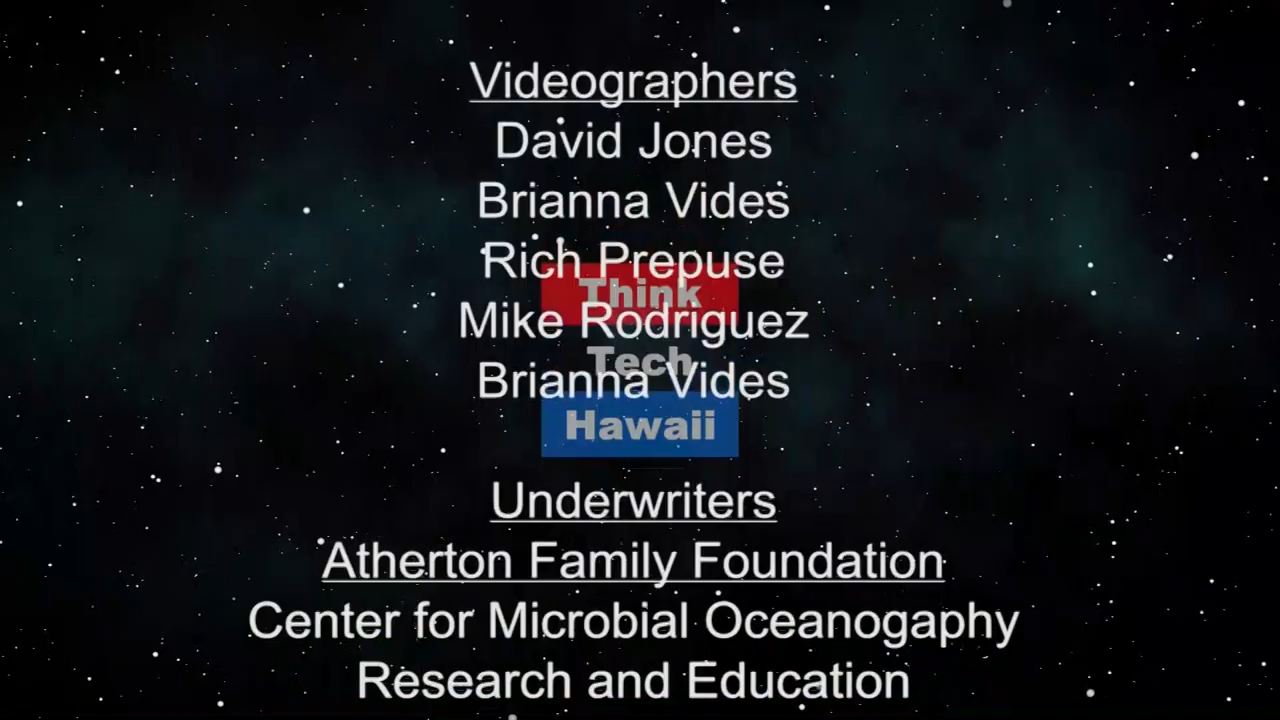 Videographers
David Jones
Brianna Vides
Rich Prepuse
Think
Mike Rodriguez
Tech
Brianna Vides
Hawaii
Underwriters
Atherton Family Foundation
Center for Microbial Oceanogaphy
Research and Education